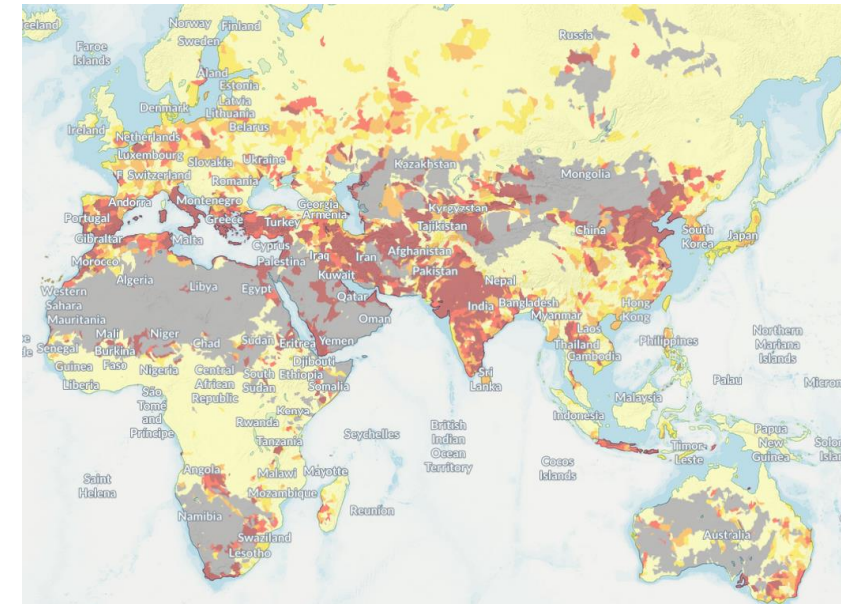 Iceland
Norway
Finland
Faroe
Islands
Sweden
Russia
Åland
Estonia
Latvia
Denmark
Lithuania
Ireland
Netherlands
Belarus
Luxembourg
Slovakia
Ukraine
Switzerland
Romania
Kazakhstan
Mongolia
Andorra
Montenegro
Georgia
Armenia
Kyrgyzstan
Portugal
Greece
Turkey
Tajikistan
China
South
Korea
Japan
Gibraltar
Malta
Cyprus
Palestina
Iraq
Iran
Afghanistan
Morocco
Kuwait
Pakistan
Nepal
Algeria
Libya
Egypt
Qatar
India
Bangladesh
Hong
Kong
Western
Sahara
Oman
Myanmar
Mauritania
Laos
Mali
Niger
Chad
Sudan
Eritrea
Yemen
Thailand
Philippines
Northern
Mariana
Islands
Senegal
Burkina
Faso
Cambodia
Djibouti
Guinea
Nigeria
Central
African
Republic
South
Sudan
Ethiopia
Somalia
Sri
Lanka
Liberia
Palau
Micron
São
Tomé
and
Príncipe
Kenya
Malaysia
Rwanda
Indonesia
Seychelles
British
Indian
Ocean
Territory
Tanzania
Papua
New
Guinea
Timor-
Leste
Solo
Islan
Saint
Helena
Angola
Malawi
Mayotte
Cocos
Islands
Mozambique
Namibia
Reunion
Swaziland
Lesotho
Australia